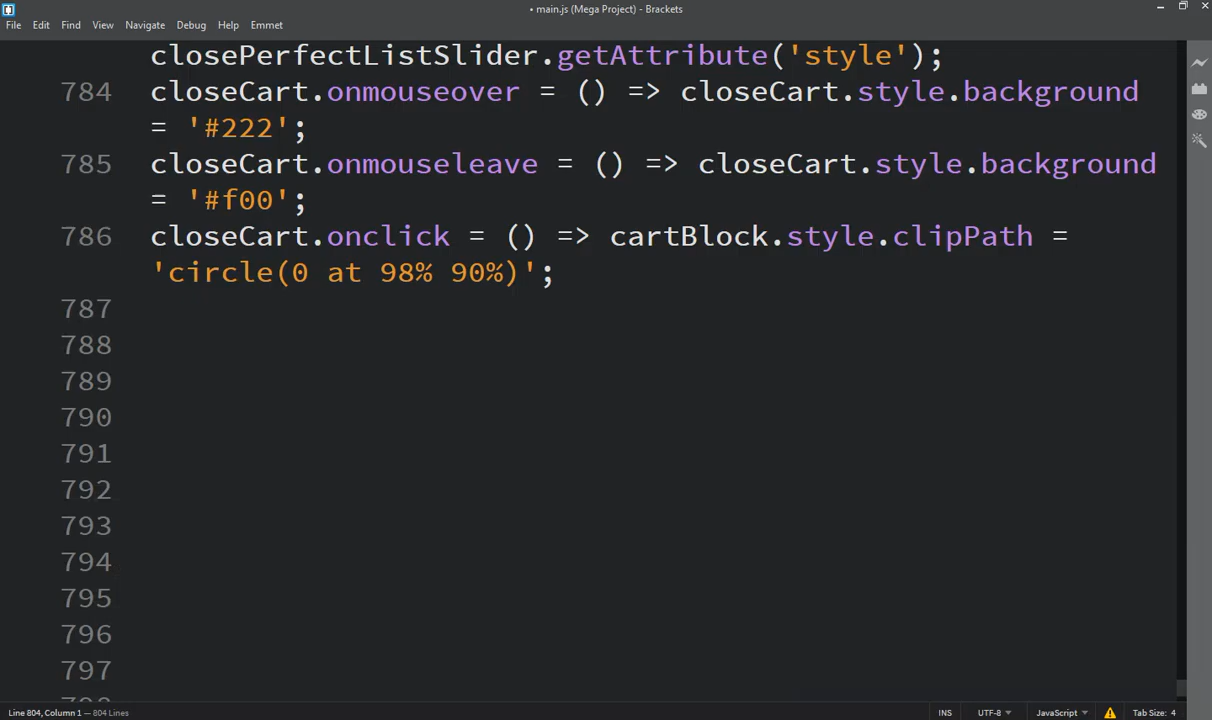 • main.js (Mega Project) - Brackets
File Edit Find View Navigate Debug Help Emmet
closePerfectListSlider.getAttribute('style');
784 closeCart.onmouseover = () => closeCart.style.background
= '#222';
785 closeCart.onmouseleave = () => closeCart.style.background
= '#f00';
786 closeCart.onclick = () => cartBlock.style.clipPath =
'circle(0 at 98% 90%)';
787
788
789
790
791
792
793
794
795
796
797
798
Line 804, Column 1 — 804 Lines INS UTF-8 JavaScript Tab Size: 4